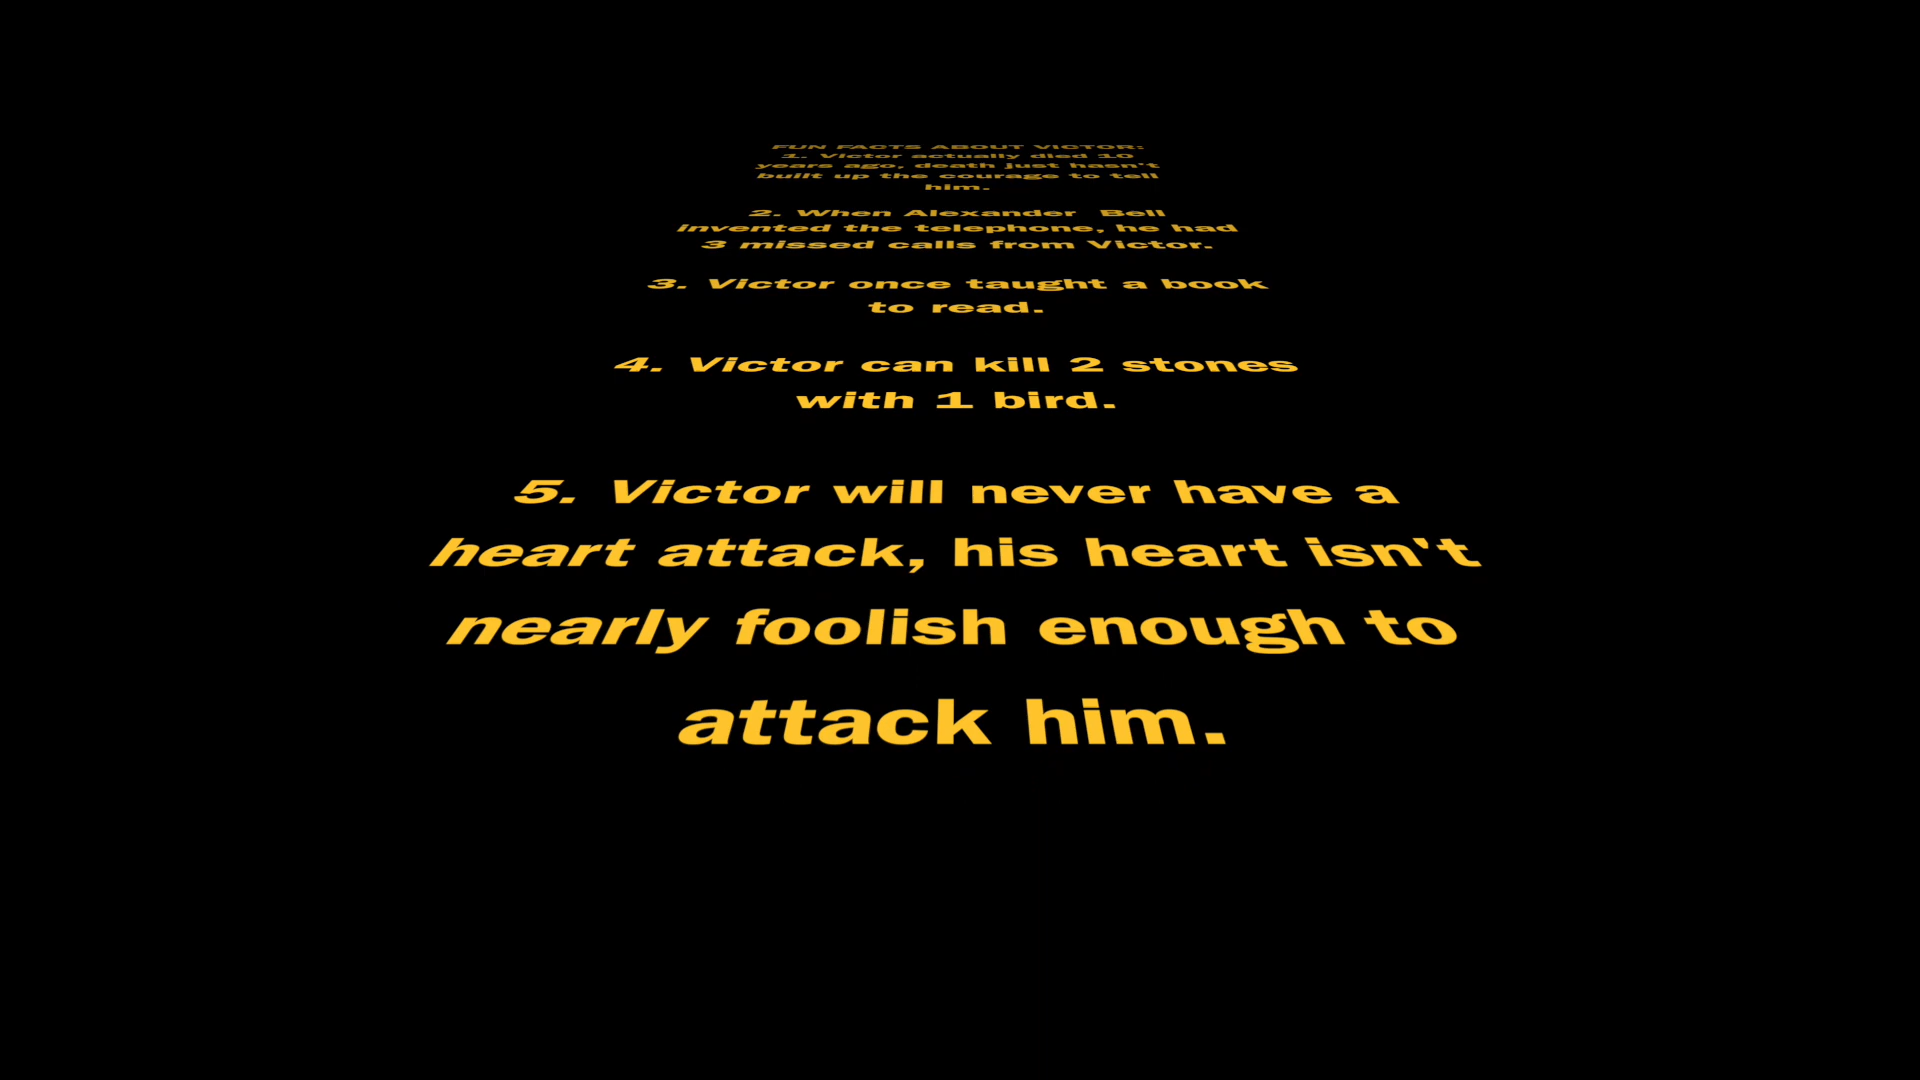 FUN FACTS ABOUT VICTOR:
1. Victor actually died 10
years ago, death just hasn't
built up the courage to tell
him.
2. When Alexander  Bell
invented the telephone, he had
3 missed calls from Victor.
3. Victor once taught a book
to read.
4. Victor can kill 2 stones
with 1 bird.
5. Victor will never have a
heart attack, his heart isn't
nearly foolish enough to
attack him.